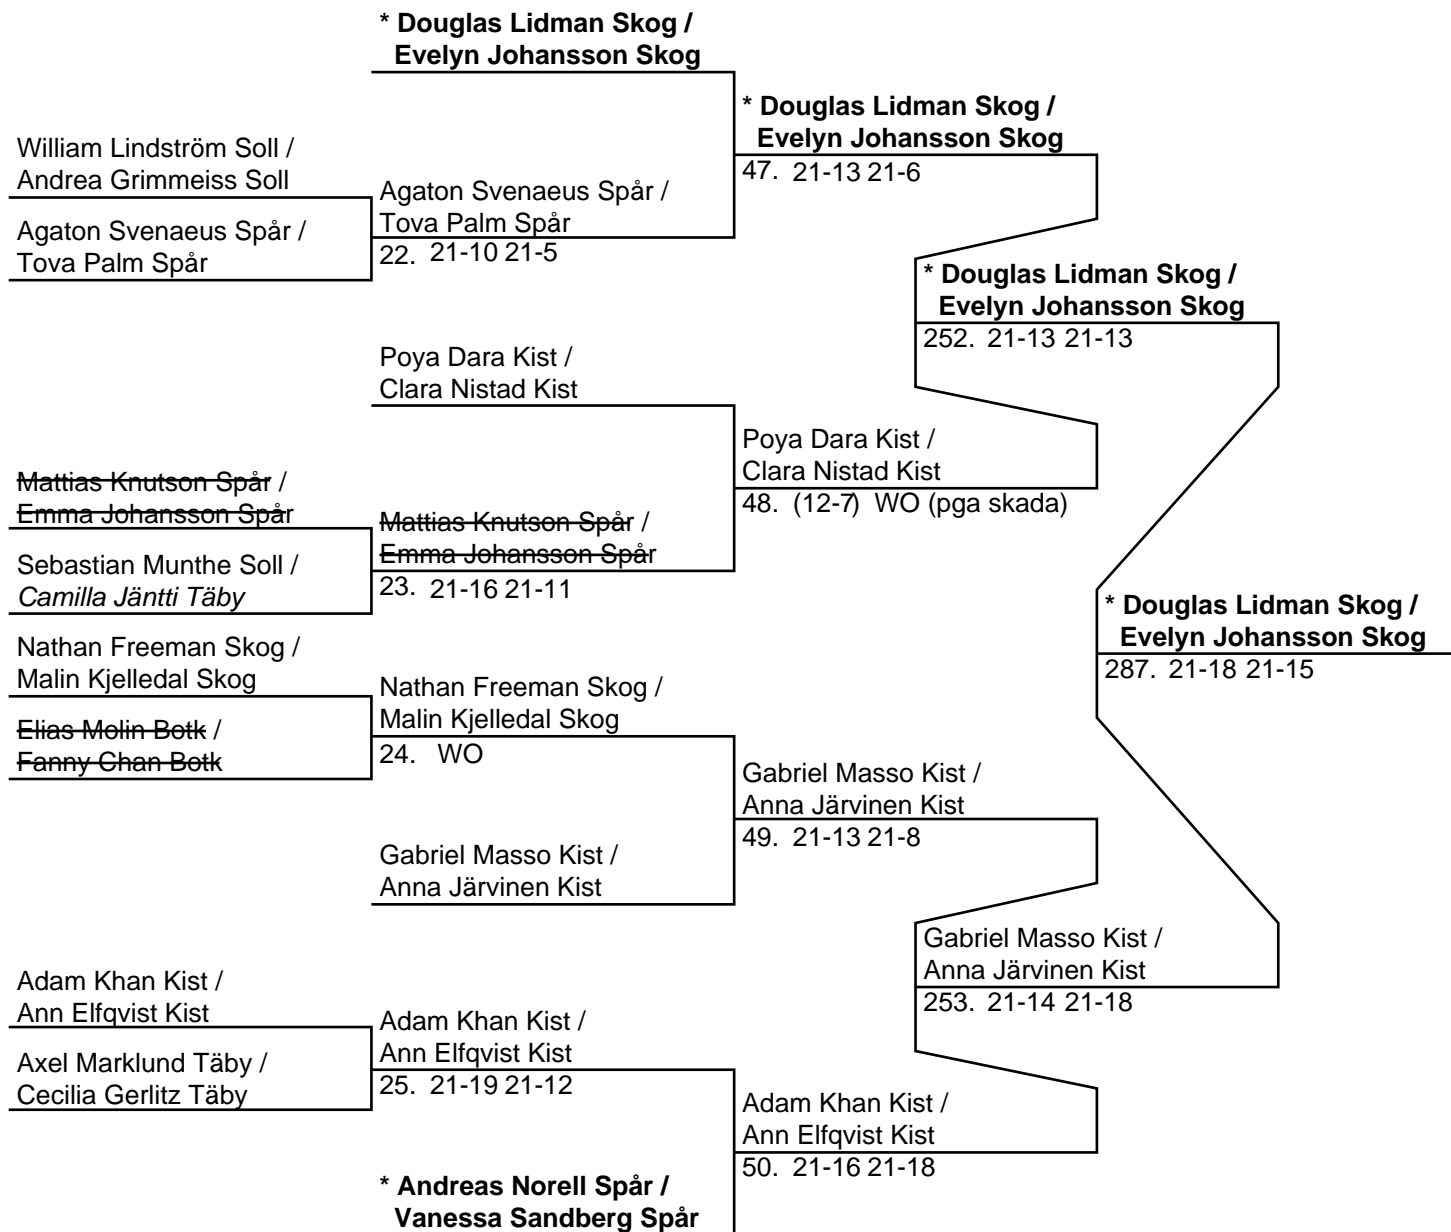 * Douglas Lidman Skog /
Evelyn Johansson Skog
* Douglas Lidman Skog /
Evelyn Johansson Skog
47. 21-13 21-6
William Lindström Soll /
Andrea Grimmeiss Soll
Agaton Svenaeus Spår /
Tova Palm Spår
Agaton Svenaeus Spår /
Tova Palm Spår
22. 21-10 21-5
* Douglas Lidman Skog /
Evelyn Johansson Skog
252. 21-13 21-13
Poya Dara Kist /
Clara Nistad Kist
Poya Dara Kist /
Clara Nistad Kist
48. (12-7) WO (pga skada)
Mattias Knutson Spår /
Emma Johansson Spår
Mattias Knutson Spår /
Emma Johansson Spår
23. 21-16 21-11
Sebastian Munthe Soll /
Camilla Jäntti Täby
* Douglas Lidman Skog /
Evelyn Johansson Skog
287. 21-18 21-15
Nathan Freeman Skog /
Malin Kjelledal Skog
Nathan Freeman Skog /
Malin Kjelledal Skog
24. WO
Elias Molin Botk /
Fanny Chan Botk
Gabriel Masso Kist /
Anna Järvinen Kist
49. 21-13 21-8
Gabriel Masso Kist /
Anna Järvinen Kist
Gabriel Masso Kist /
Anna Järvinen Kist
253. 21-14 21-18
Adam Khan Kist /
Ann Elfqvist Kist
Adam Khan Kist /
Ann Elfqvist Kist
25. 21-19 21-12
Axel Marklund Täby /
Cecilia Gerlitz Täby
Adam Khan Kist /
Ann Elfqvist Kist
50. 21-16 21-18
* Andreas Norell Spår /
Vanessa Sandberg Spår